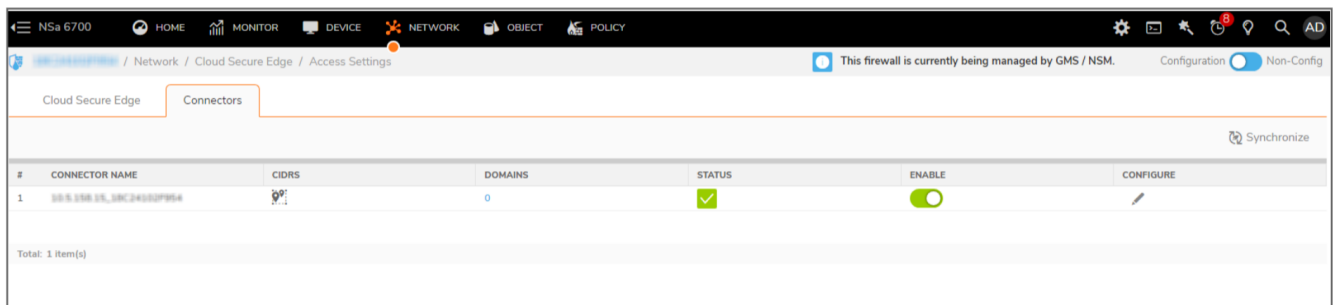 NSa 6700 HOME MONITOR DEVICE NETWORK OBJECT POLICY 8 AD
/ Network / Cloud Secure Edge / Access Settings This firewall is currently being managed by GMS / NSM. Configuration Non-Config
Cloud Secure Edge Connectors
Synchronize
# CONNECTOR NAME CIDRS DOMAINS STATUS ENABLE CONFIGURE
1 0
Total: 1 item(s)